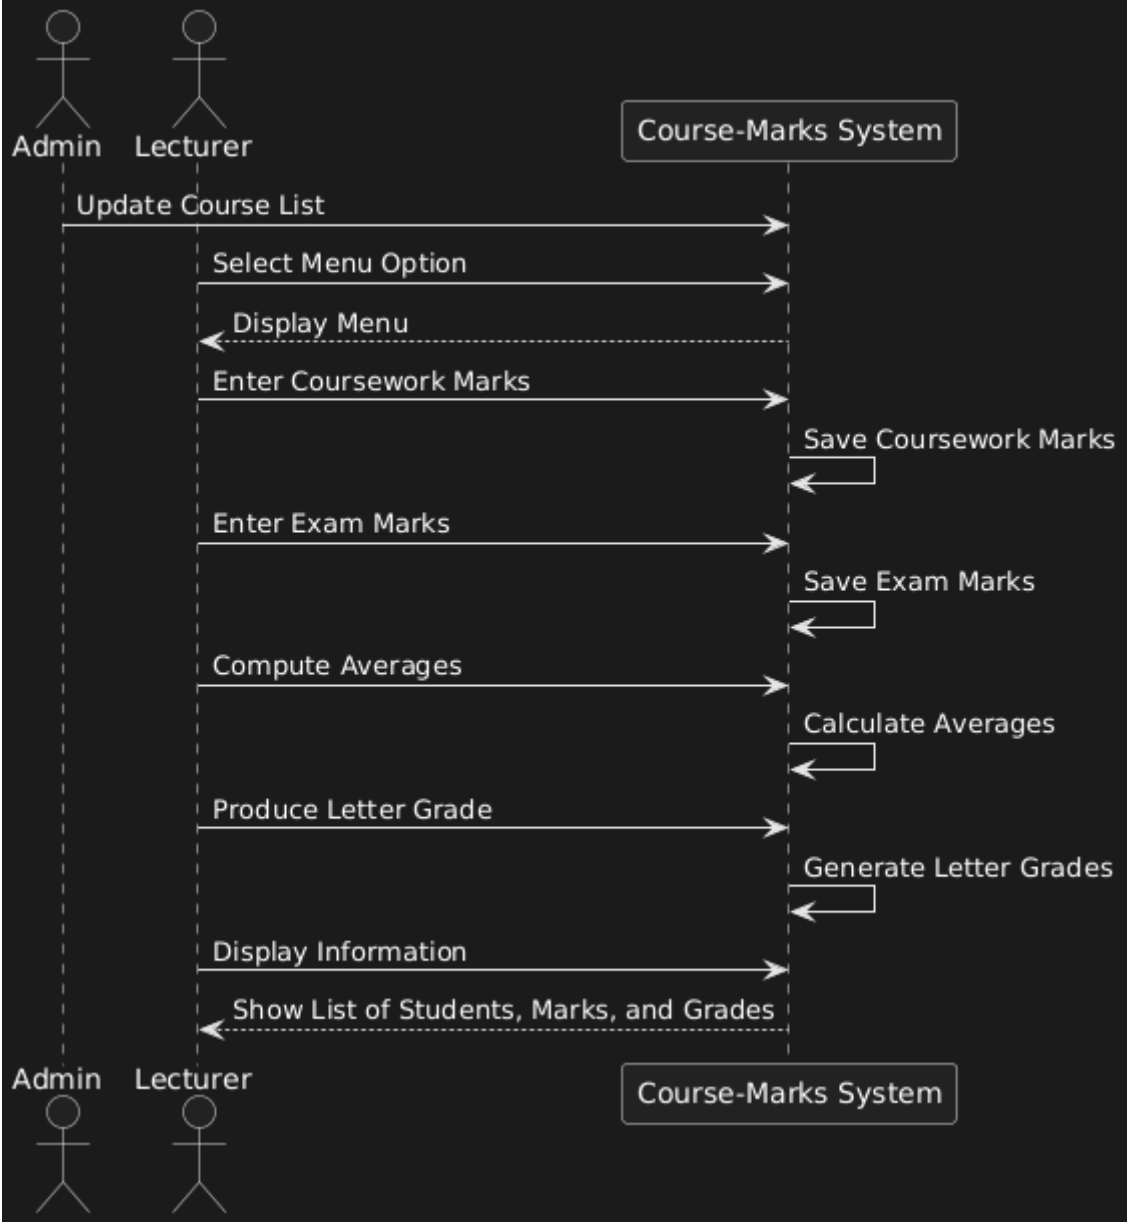 Admin
Lecturer
Course-Marks System
Update Course List
Select Menu Option
Display Menu
Enter Coursework Marks
Save Coursework Marks
Enter Exam Marks
Save Exam Marks
Compute Averages
Calculate Averages
Produce Letter Grade
Generate Letter Grades
Display Information
Show List of Students, Marks, and Grades
Admin
Lecturer
Course-Marks System